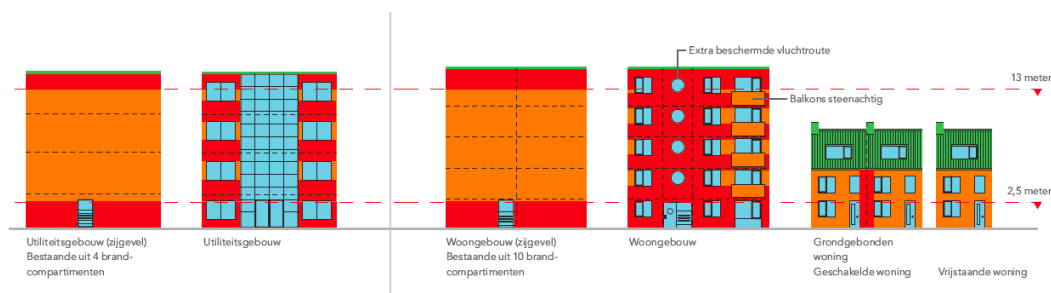 Extra beschermde vluchtroute
13 meter
Balkons steenachtig
2,5 meter
Utiliteitsgebouw (zijgevel)
Bestaande uit 4 brand-
compartimenten
Utiliteitsgebouw
Woongebouw (zijgevel)
Bestaande uit 10 brand-
compartimenten
Woongebouw
Grondgebonden
woning
Geschakelde woning
Vrijstaande woning